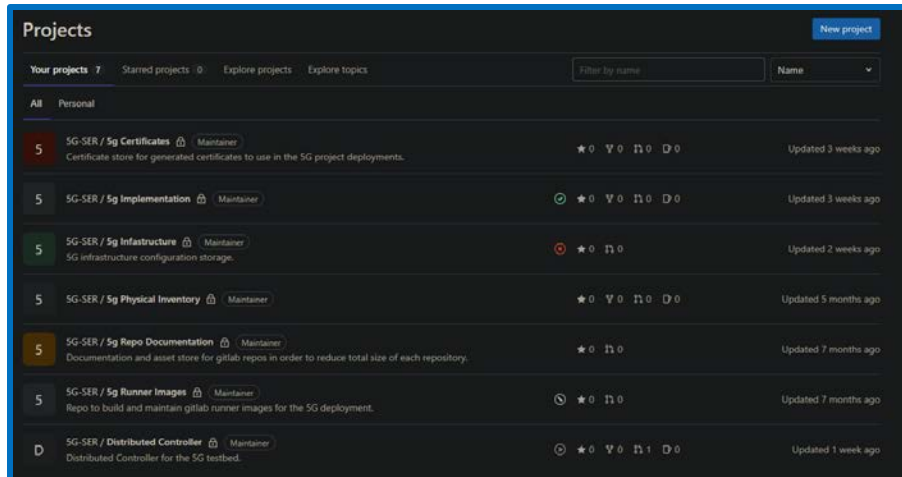 Projects
New project
Your projects 7 Starred projects 0 Explore projects Explore topics
Filter by name
Name
All Personal
5 5G-SER / 5g Certificates Maintainer
Certificate store for generated certificates to use in the 5G project deployments.
0 0 0 0
Updated 3 weeks ago
5 5G-SER / 5g Implementation Maintainer
0 0 0 0
Updated 3 weeks ago
5 5G-SER / 5g Infastructure Maintainer
5G infrastructure configuration storage.
0 0
Updated 2 weeks ago
5 5G-SER / 5g Physical Inventory Maintainer
0 0 0 0
Updated 5 months ago
5 5G-SER / 5g Repo Documentation Maintainer
Documentation and asset store for gitlab repos in order to reduce total size of each repository.
0 0
Updated 7 months ago
5 5G-SER / 5g Runner Images Maintainer
Repo to build and maintain gitlab runner images for the 5G deployment.
0 0
Updated 7 months ago
D 5G-SER / Distributed Controller Maintainer
Distributed Controller for the 5G testbed.
0 0 1 0
Updated 1 week ago